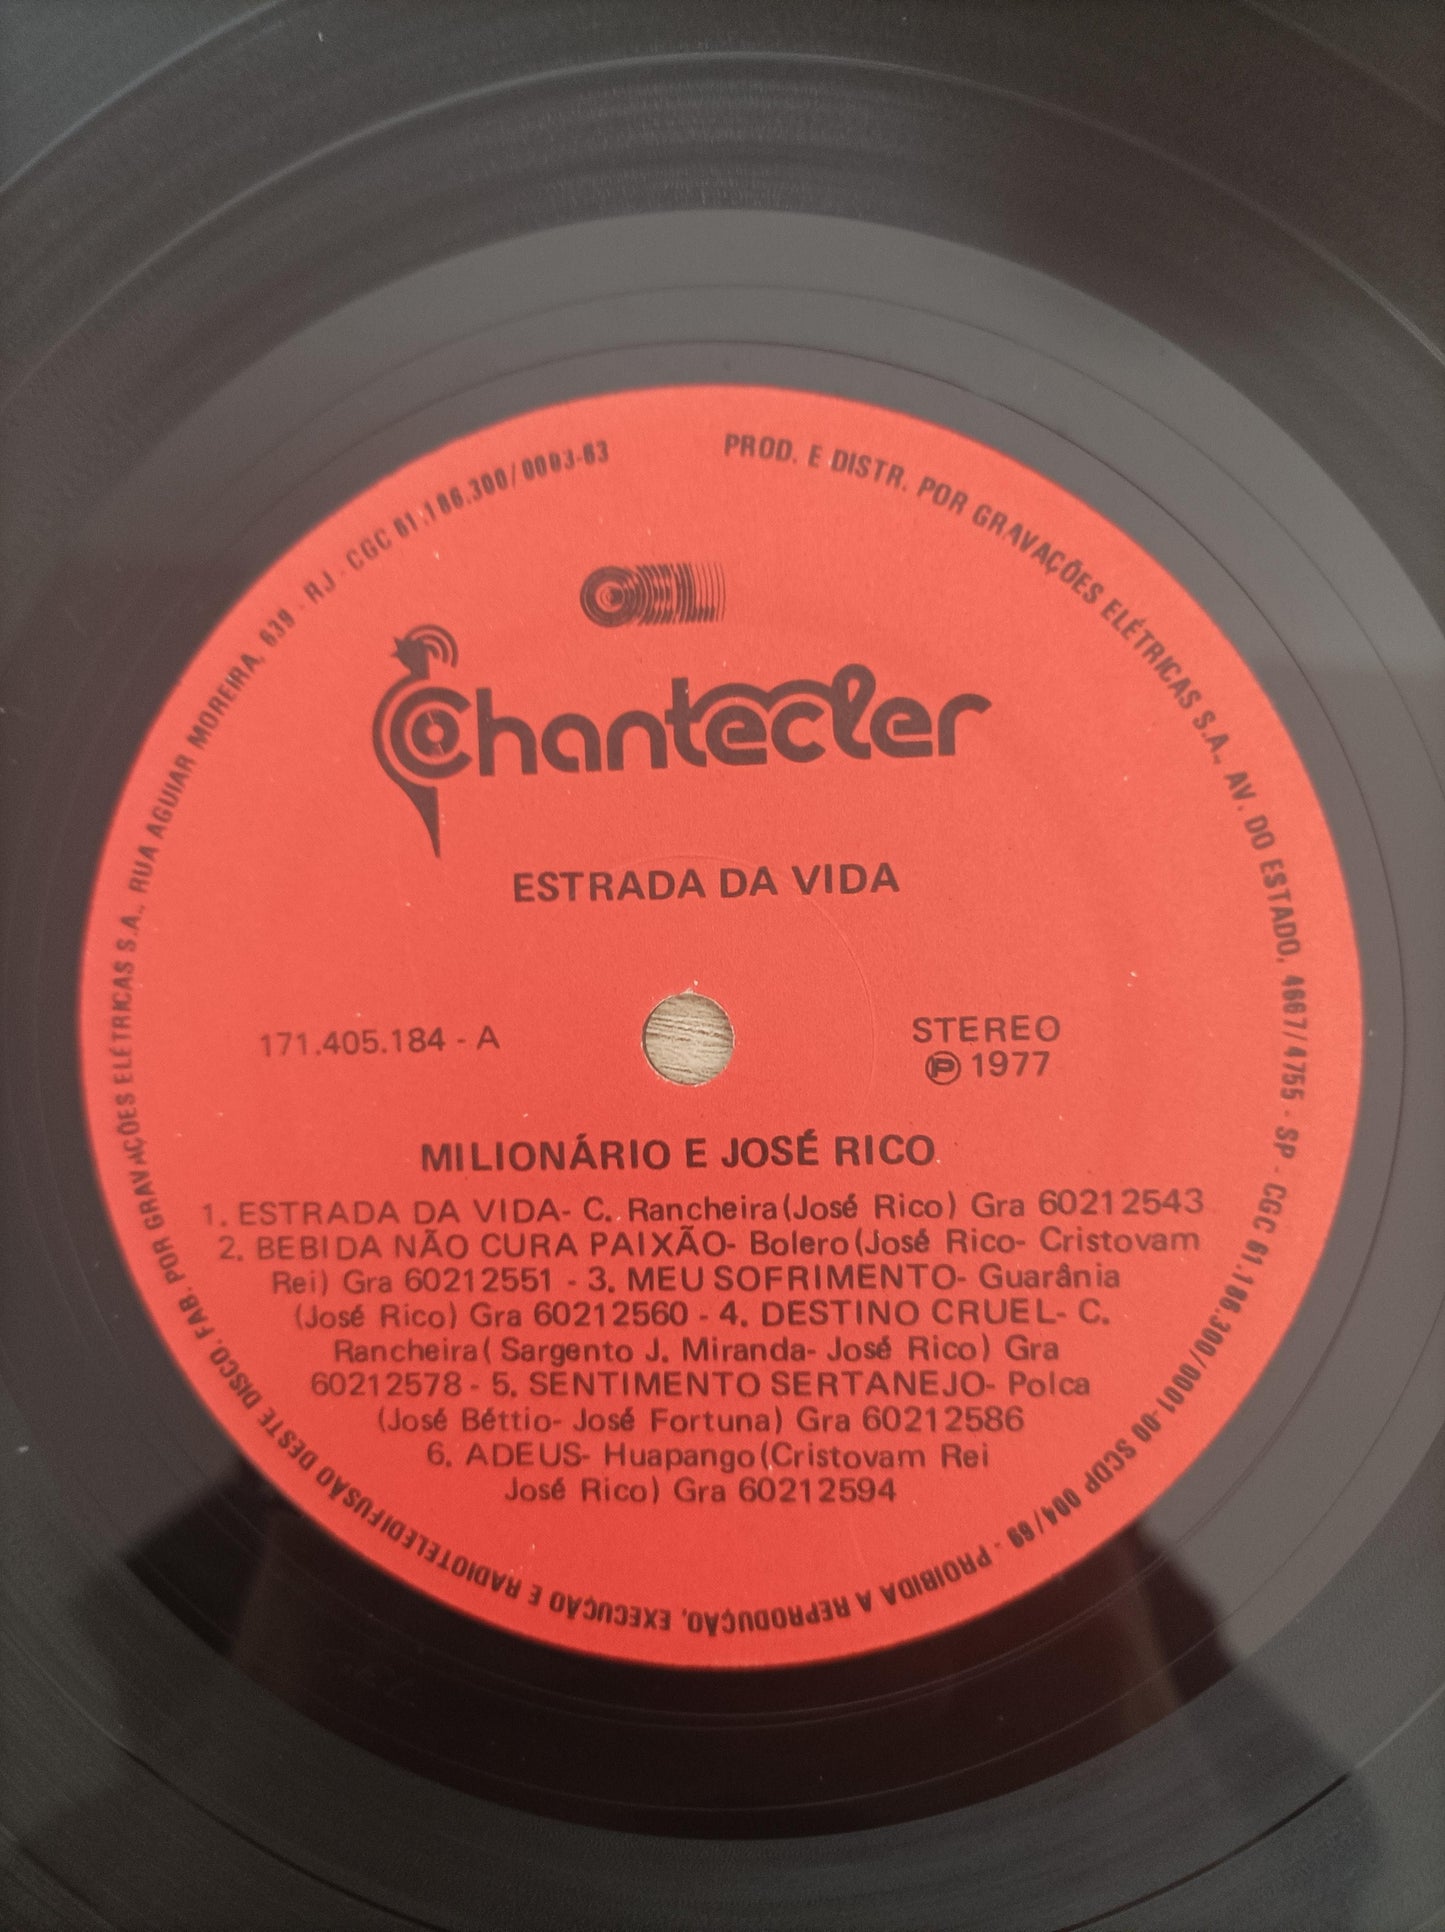 PROD. E DISTR. POR GRAVAÇÕES ELÉTRICAS S.A., AV. DO ESTADO, 4667/4755 - SP - CGC 61.186.300/0001-00 SCDP 004/69 - PROIBIDA A REPRODUÇÃO, EXECUÇÃO E RADIOTELEDIFUSÃO DESTE DISCO. FAB. POR GRAVAÇÕES ELÉTRICAS S.A., RUA AGUIAR MOREIRA, 639 - RJ - CGC 61.186.300/0003-63
GEL
Chantecler
ESTRADA DA VIDA
171.405.184 - A
STEREO
Ⓟ 1977
MILIONÁRIO E JOSÉ RICO
1. ESTRADA DA VIDA- C. Rancheira(José Rico) Gra 60212543
2. BEBIDA NÃO CURA PAIXÃO- Bolero(José Rico- Cristovam
Rei) Gra 60212551 - 3. MEU SOFRIMENTO- Guarânia
(José Rico) Gra 60212560 - 4. DESTINO CRUEL- C.
Rancheira( Sargento J. Miranda- José Rico) Gra
60212578 - 5. SENTIMENTO SERTANEJO- Polca
(José Béttio- José Fortuna) Gra 60212586
6. ADEUS- Huapango(Cristovam Rei
José Rico) Gra 60212594